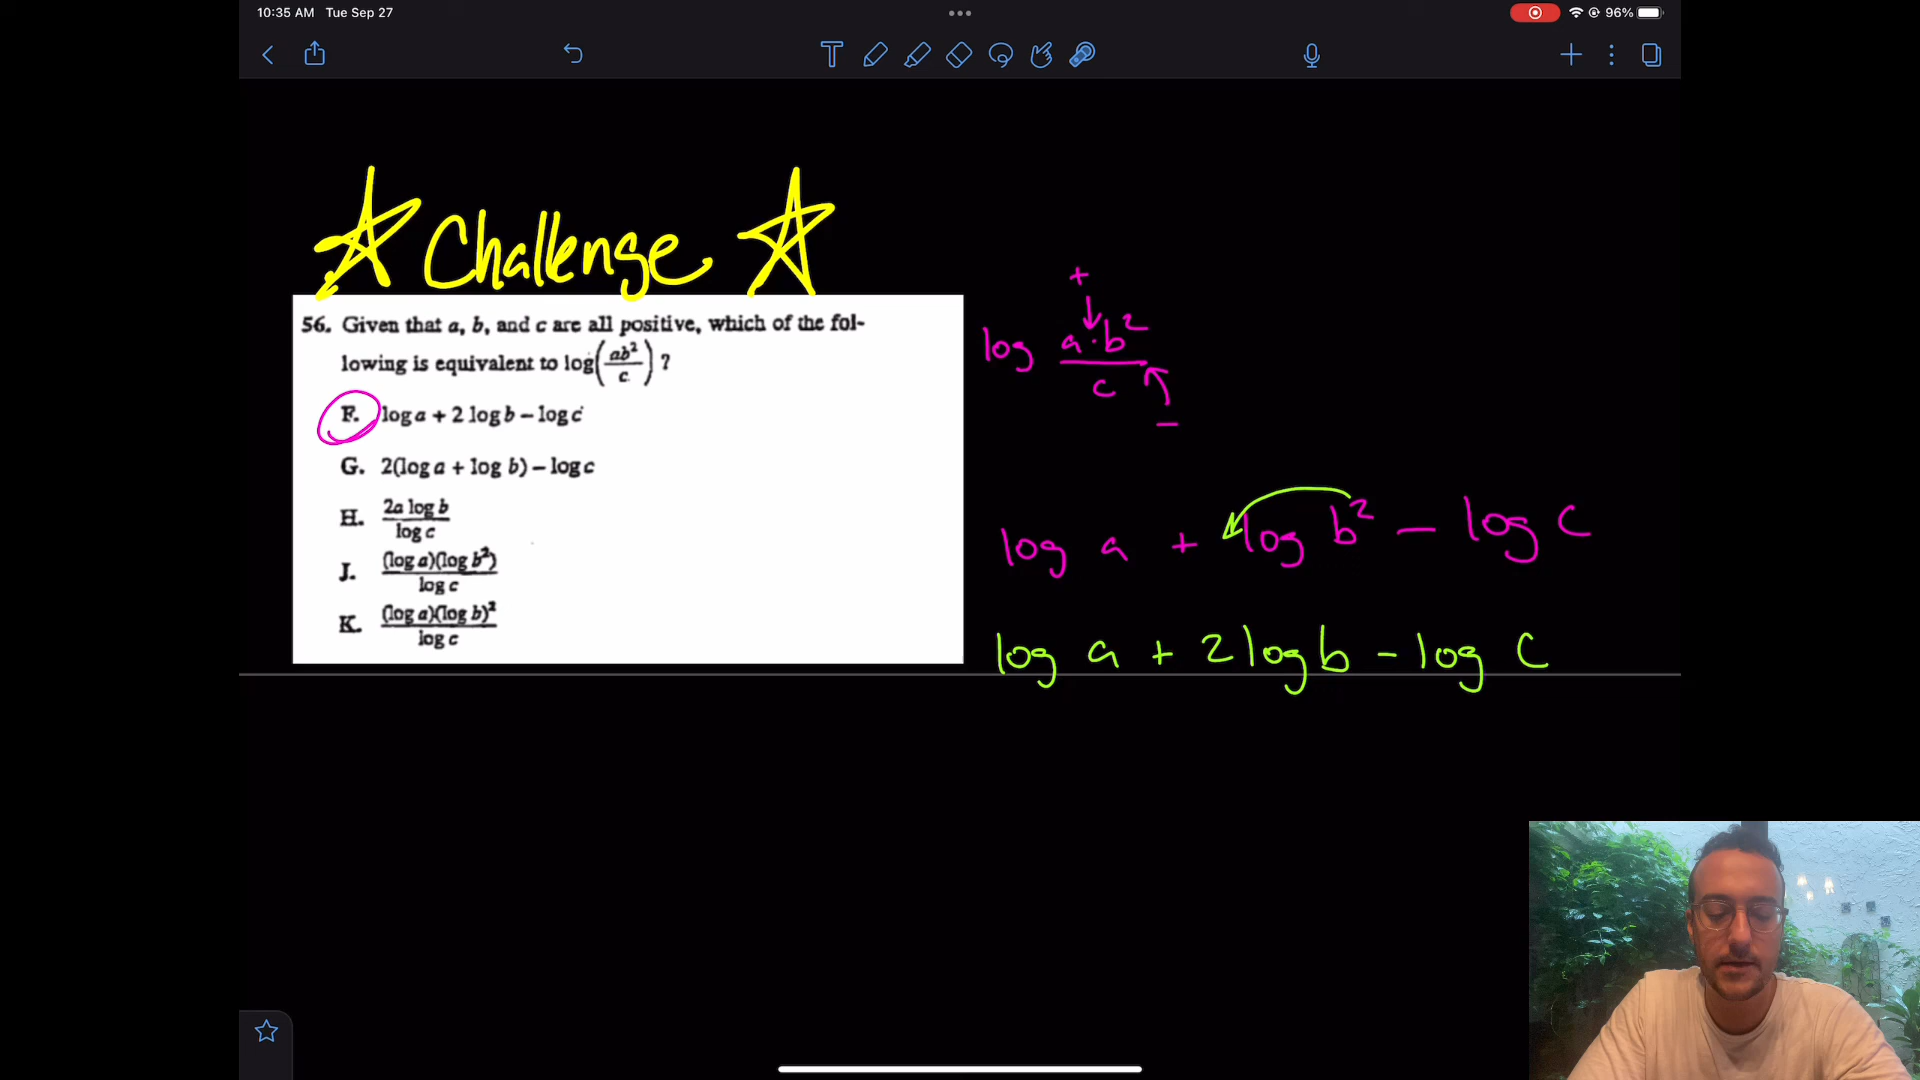 10:35 AM Tue Sep 27
96%
☆ Challenge ☆
56. Given that a, b, and c are all positive, which of the fol-
lowing is equivalent to log(ab²/c)?
F. log a + 2 log b − log c
G. 2(log a + log b) − log c
H. 2a log b / log c
J. (log a)(log b²) / log c
K. (log a)(log b)² / log c
+
log a·b² / c
−
log a + log b² − log c
log a + 2 log b − log c